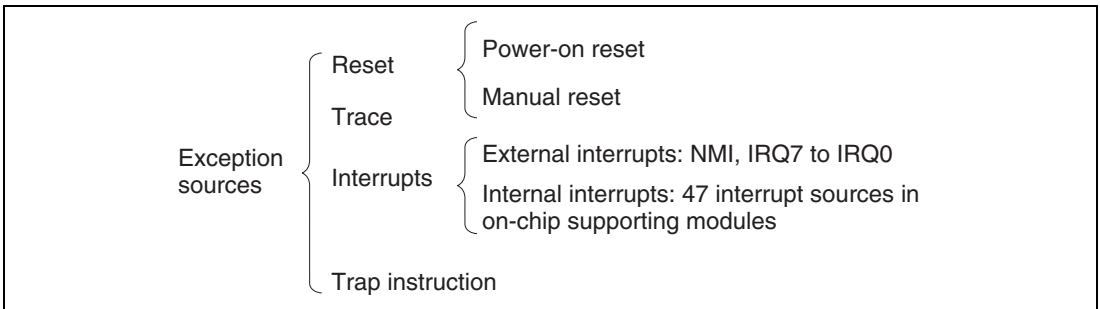 Exception
sources
Reset
Power-on reset
Manual reset
Trace
Interrupts
External interrupts: NMI, IRQ7 to IRQ0
Internal interrupts: 47 interrupt sources in
on-chip supporting modules
Trap instruction